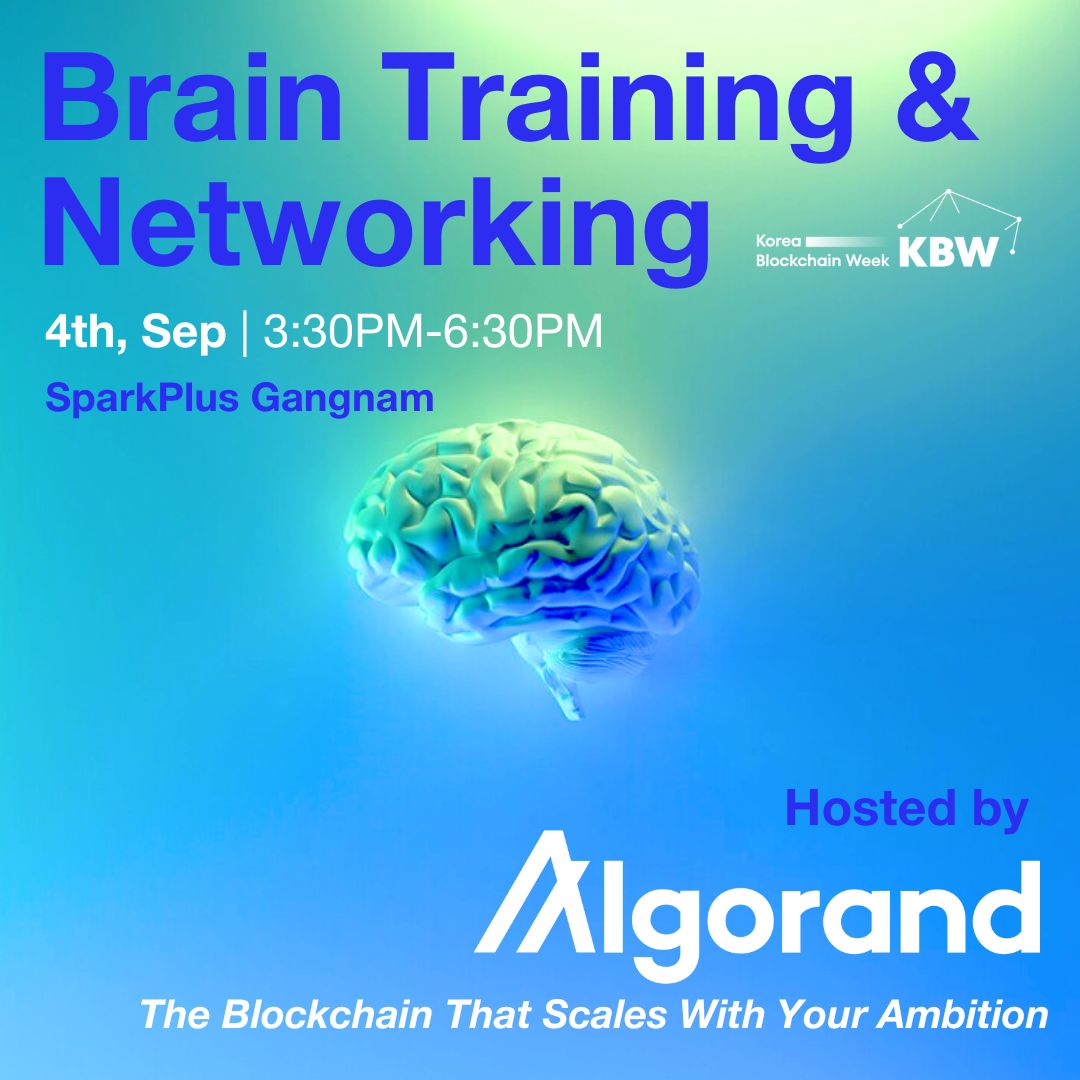 Brain Training &
Networking
Korea
Blockchain Week KBW
4th, Sep | 3:30PM-6:30PM
SparkPlus Gangnam
Hosted by
Algorand
The Blockchain That Scales With Your Ambition